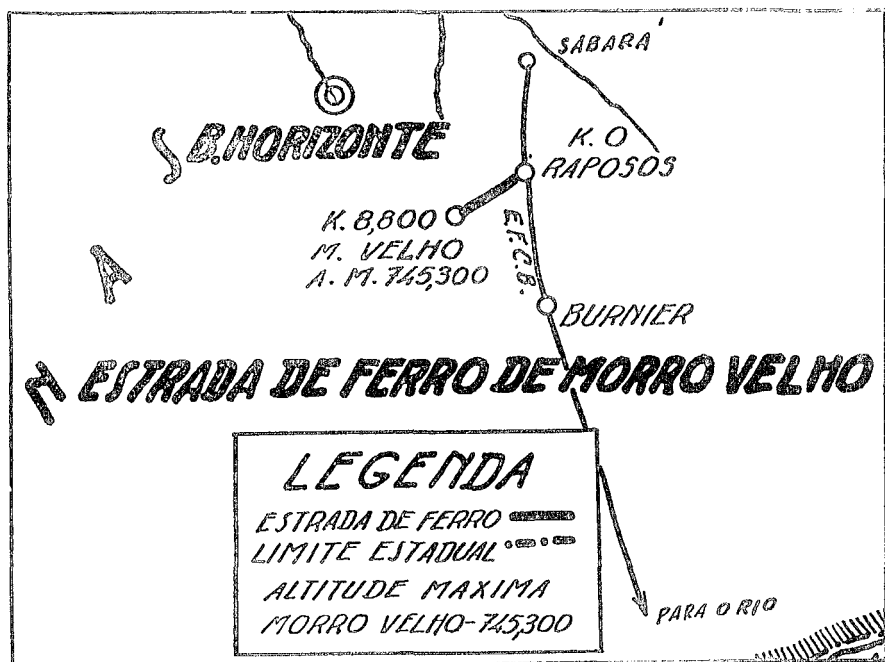 SABARÁ
B. HORIZONTE
K. O
RAPOSOS
K. 8,800
M. VELHO
A. M. 745,300
E.F.C.B.
BURNIER
ESTRADA DE FERRO DE MORRO VELHO
LEGENDA
ESTRADA DE FERRO
LIMITE ESTADUAL
ALTITUDE MAXIMA
MORRO VELHO-745,300
PARA O RIO
S
A